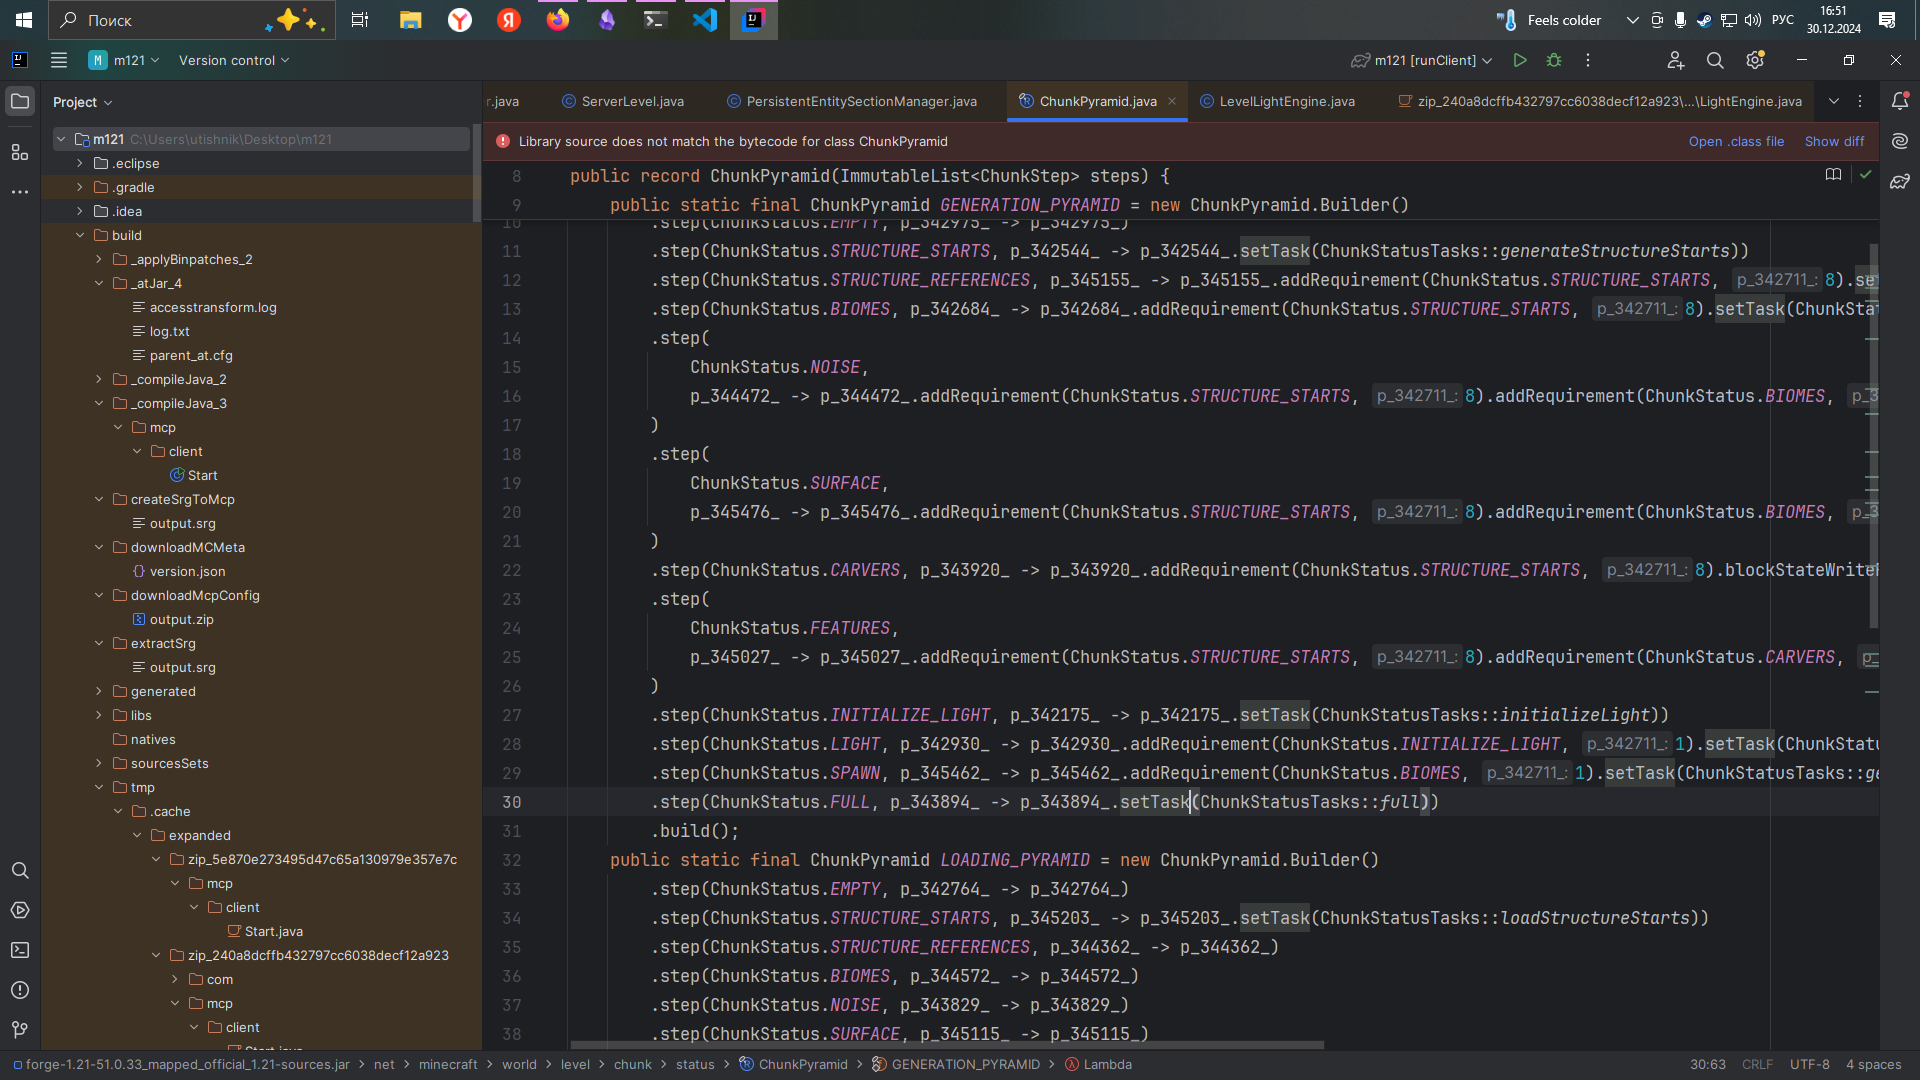 Поиск
Feels colder
РУС
16:51
30.12.2024
M m121
Version control
m121 [runClient]
Project
r.java
ServerLevel.java
PersistentEntitySectionManager.java
ChunkPyramid.java
LevelLightEngine.java
zip_240a8dcffb432797cc6038decf12a923\...\LightEngine.java
Library source does not match the bytecode for class ChunkPyramid
Open .class file
Show diff
m121 C:\Users\utishnik\Desktop\m121
.eclipse
.gradle
.idea
build
_applyBinpatches_2
_atJar_4
accesstransform.log
log.txt
parent_at.cfg
_compileJava_2
_compileJava_3
mcp
client
Start
createSrgToMcp
output.srg
downloadMCMeta
version.json
downloadMcpConfig
output.zip
extractSrg
output.srg
generated
libs
natives
sourcesSets
tmp
.cache
expanded
zip_5e870e273495d47c65a130979e357e7c
mcp
client
Start.java
zip_240a8dcffb432797cc6038decf12a923
com
mcp
client
Start.java
8 public record ChunkPyramid(ImmutableList<ChunkStep> steps) {
9 public static final ChunkPyramid GENERATION_PYRAMID = new ChunkPyramid.Builder()
10 .step(ChunkStatus.EMPTY, p_342975_ -> p_342975_)
11 .step(ChunkStatus.STRUCTURE_STARTS, p_342544_ -> p_342544_.setTask(ChunkStatusTasks::generateStructureStarts))
12 .step(ChunkStatus.STRUCTURE_REFERENCES, p_345155_ -> p_345155_.addRequirement(ChunkStatus.STRUCTURE_STARTS, p_342711_: 8).se
13 .step(ChunkStatus.BIOMES, p_342684_ -> p_342684_.addRequirement(ChunkStatus.STRUCTURE_STARTS, p_342711_: 8).setTask(ChunkSta
14 .step(
15 ChunkStatus.NOISE,
16 p_344472_ -> p_344472_.addRequirement(ChunkStatus.STRUCTURE_STARTS, p_342711_: 8).addRequirement(ChunkStatus.BIOMES, p_3
17 )
18 .step(
19 ChunkStatus.SURFACE,
20 p_345476_ -> p_345476_.addRequirement(ChunkStatus.STRUCTURE_STARTS, p_342711_: 8).addRequirement(ChunkStatus.BIOMES, p_3
21 )
22 .step(ChunkStatus.CARVERS, p_343920_ -> p_343920_.addRequirement(ChunkStatus.STRUCTURE_STARTS, p_342711_: 8).blockStateWrite
23 .step(
24 ChunkStatus.FEATURES,
25 p_345027_ -> p_345027_.addRequirement(ChunkStatus.STRUCTURE_STARTS, p_342711_: 8).addRequirement(ChunkStatus.CARVERS, p_
26 )
27 .step(ChunkStatus.INITIALIZE_LIGHT, p_342175_ -> p_342175_.setTask(ChunkStatusTasks::initializeLight))
28 .step(ChunkStatus.LIGHT, p_342930_ -> p_342930_.addRequirement(ChunkStatus.INITIALIZE_LIGHT, p_342711_: 1).setTask(ChunkStatu
29 .step(ChunkStatus.SPAWN, p_345462_ -> p_345462_.addRequirement(ChunkStatus.BIOMES, p_342711_: 1).setTask(ChunkStatusTasks::ge
30 .step(ChunkStatus.FULL, p_343894_ -> p_343894_.setTask(ChunkStatusTasks::full))
31 .build();
32 public static final ChunkPyramid LOADING_PYRAMID = new ChunkPyramid.Builder()
33 .step(ChunkStatus.EMPTY, p_342764_ -> p_342764_)
34 .step(ChunkStatus.STRUCTURE_STARTS, p_345203_ -> p_345203_.setTask(ChunkStatusTasks::loadStructureStarts))
35 .step(ChunkStatus.STRUCTURE_REFERENCES, p_344362_ -> p_344362_)
36 .step(ChunkStatus.BIOMES, p_344572_ -> p_344572_)
37 .step(ChunkStatus.NOISE, p_343829_ -> p_343829_)
38 .step(ChunkStatus.SURFACE, p_345115_ -> p_345115_)
forge-1.21-51.0.33_mapped_official_1.21-sources.jar > net > minecraft > world > level > chunk > status > ChunkPyramid > GENERATION_PYRAMID > Lambda
30:63
CRLF
UTF-8
4 spaces